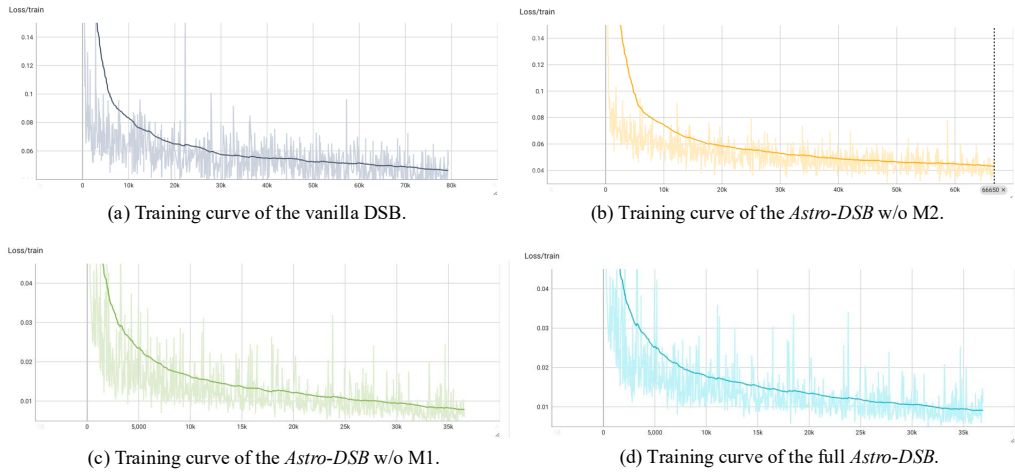 Loss/train
0.14
0.12
0.1
0.08
0.06
0 10k 20k 30k 40k 50k 60k 70k 80k
(a) Training curve of the vanilla DSB.
Loss/train
0.14
0.12
0.1
0.08
0.06
0.04
0 10k 20k 30k 40k 50k 60k 66650 ×
(b) Training curve of the Astro-DSB w/o M2.
Loss/train
0.04
0.03
0.02
0.01
0 5000 10k 15k 20k 25k 30k 35k
(c) Training curve of the Astro-DSB w/o M1.
Loss/train
0.04
0.03
0.02
0.01
0 5000 10k 15k 20k 25k 30k 35k
(d) Training curve of the full Astro-DSB.